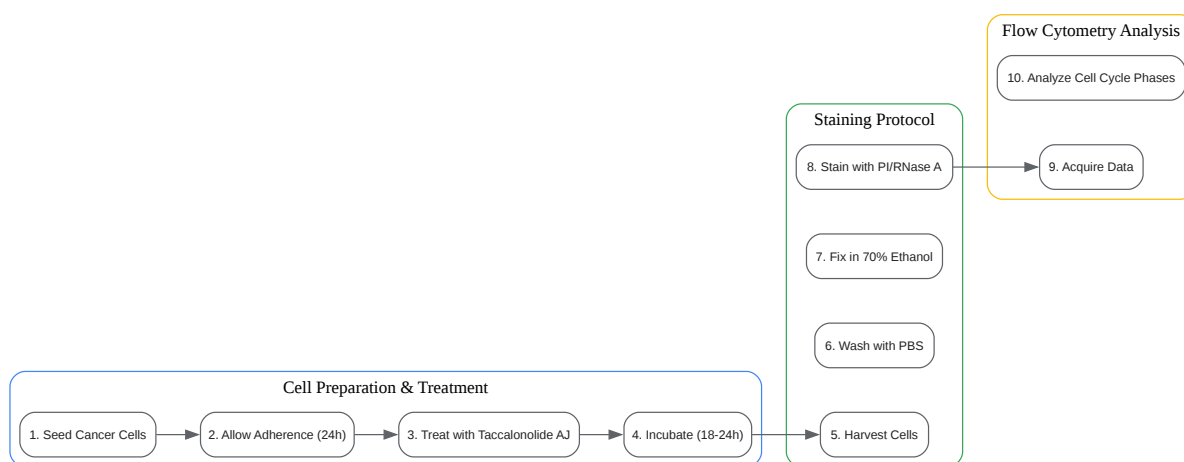 Flow Cytometry Analysis
10. Analyze Cell Cycle Phases
Staining Protocol
8. Stain with PI/RNase A
9. Acquire Data
7. Fix in 70% Ethanol
6. Wash with PBS
Cell Preparation & Treatment
1. Seed Cancer Cells
2. Allow Adherence (24h)
3. Treat with Taccalonolide AJ
4. Incubate (18-24h)
5. Harvest Cells